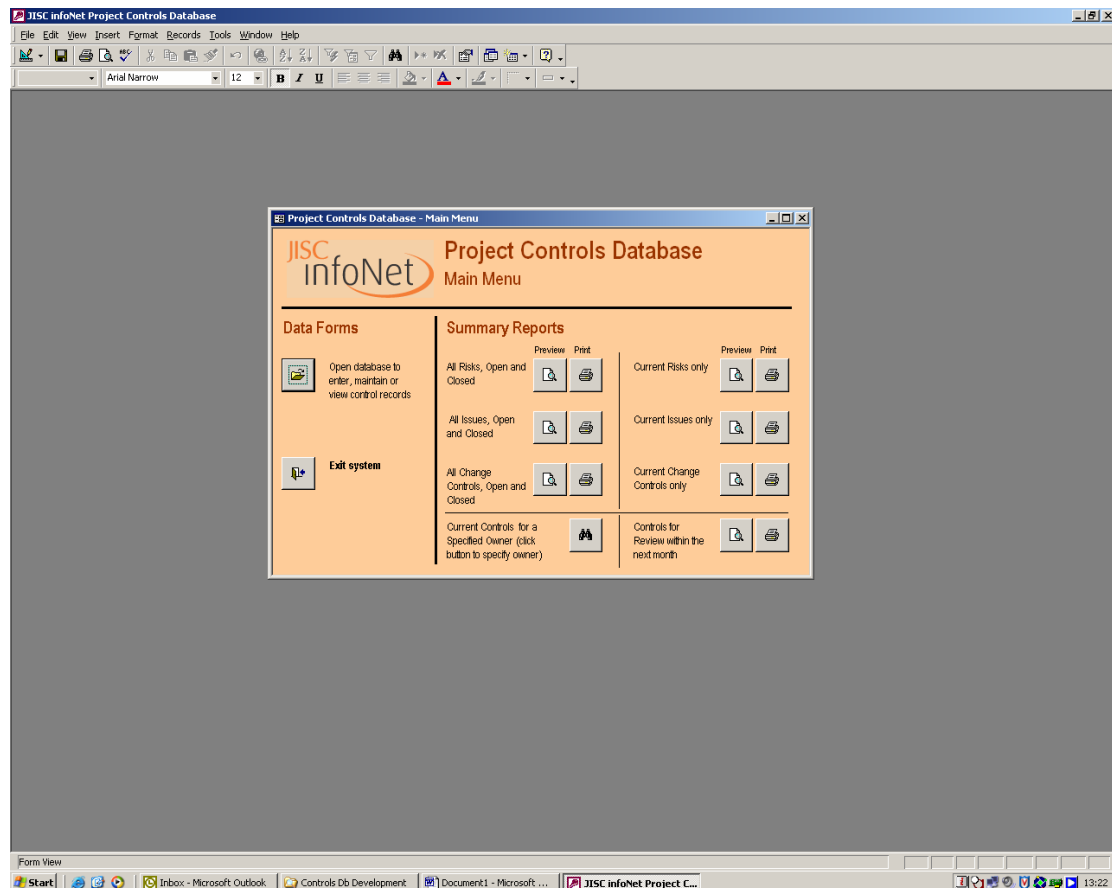 JISC infoNet Project Controls Database
File Edit View Insert Format Records Tools Window Help
Arial Narrow 12 B I U A
Project Controls Database - Main Menu
JISC
infoNet
Project Controls Database
Main Menu
Data Forms
Open database to
enter, maintain or
view control records
Exit system
Summary Reports
Preview Print
All Risks, Open and
Closed
All Issues, Open
and Closed
All Change
Controls, Open and
Closed
Current Controls for a
Specified Owner (click
button to specify owner)
Preview Print
Current Risks only
Current Issues only
Current Change
Controls only
Controls for
Review within the
next month
Form View
Start Inbox - Microsoft Outlook Controls Db Development Document1 - Microsoft ... JISC infoNet Project C... 13:22